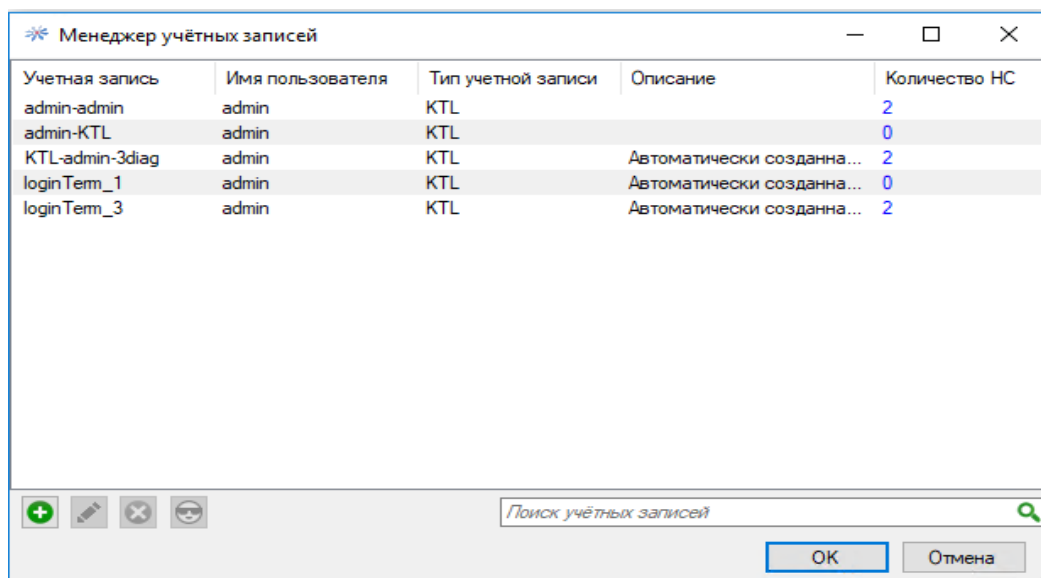 Менеджер учётных записей
Учетная запись Имя пользователя Тип учетной записи Описание Количество НС
admin-admin admin KTL 2
admin-KTL admin KTL 0
KTL-admin-3diag admin KTL Автоматически созданна... 2
loginTerm_1 admin KTL Автоматически созданна... 0
loginTerm_3 admin KTL Автоматически созданна... 2
Поиск учётных записей
OK Отмена